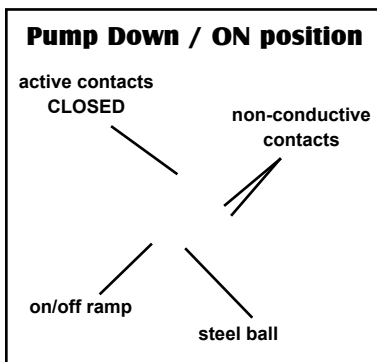 Pump Down / ON position
active contacts
CLOSED
non-conductive
contacts
on/off ramp
steel ball